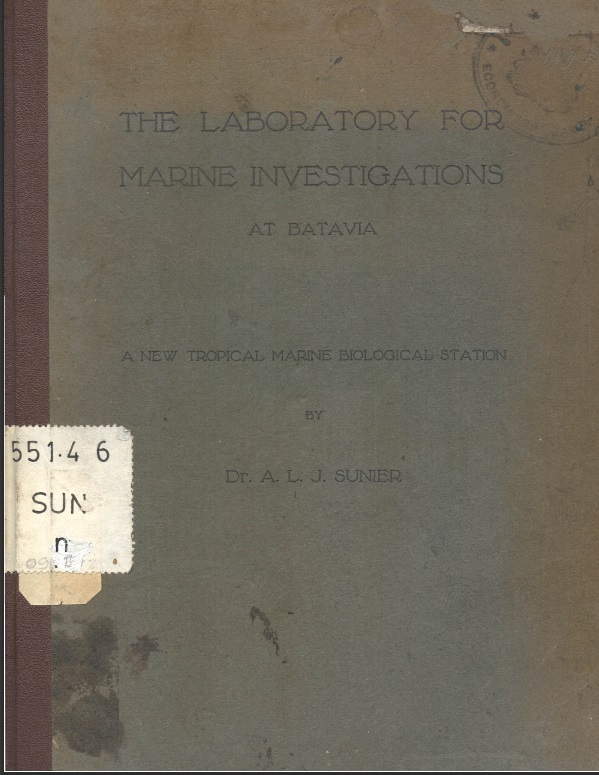 THE LABORATORY FOR
MARINE INVESTIGATIONS
AT BATAVIA
A NEW TROPICAL MARINE BIOLOGICAL STATION
BY
Dr. A. L. J. SUNIER
551.4 6
SUN
n